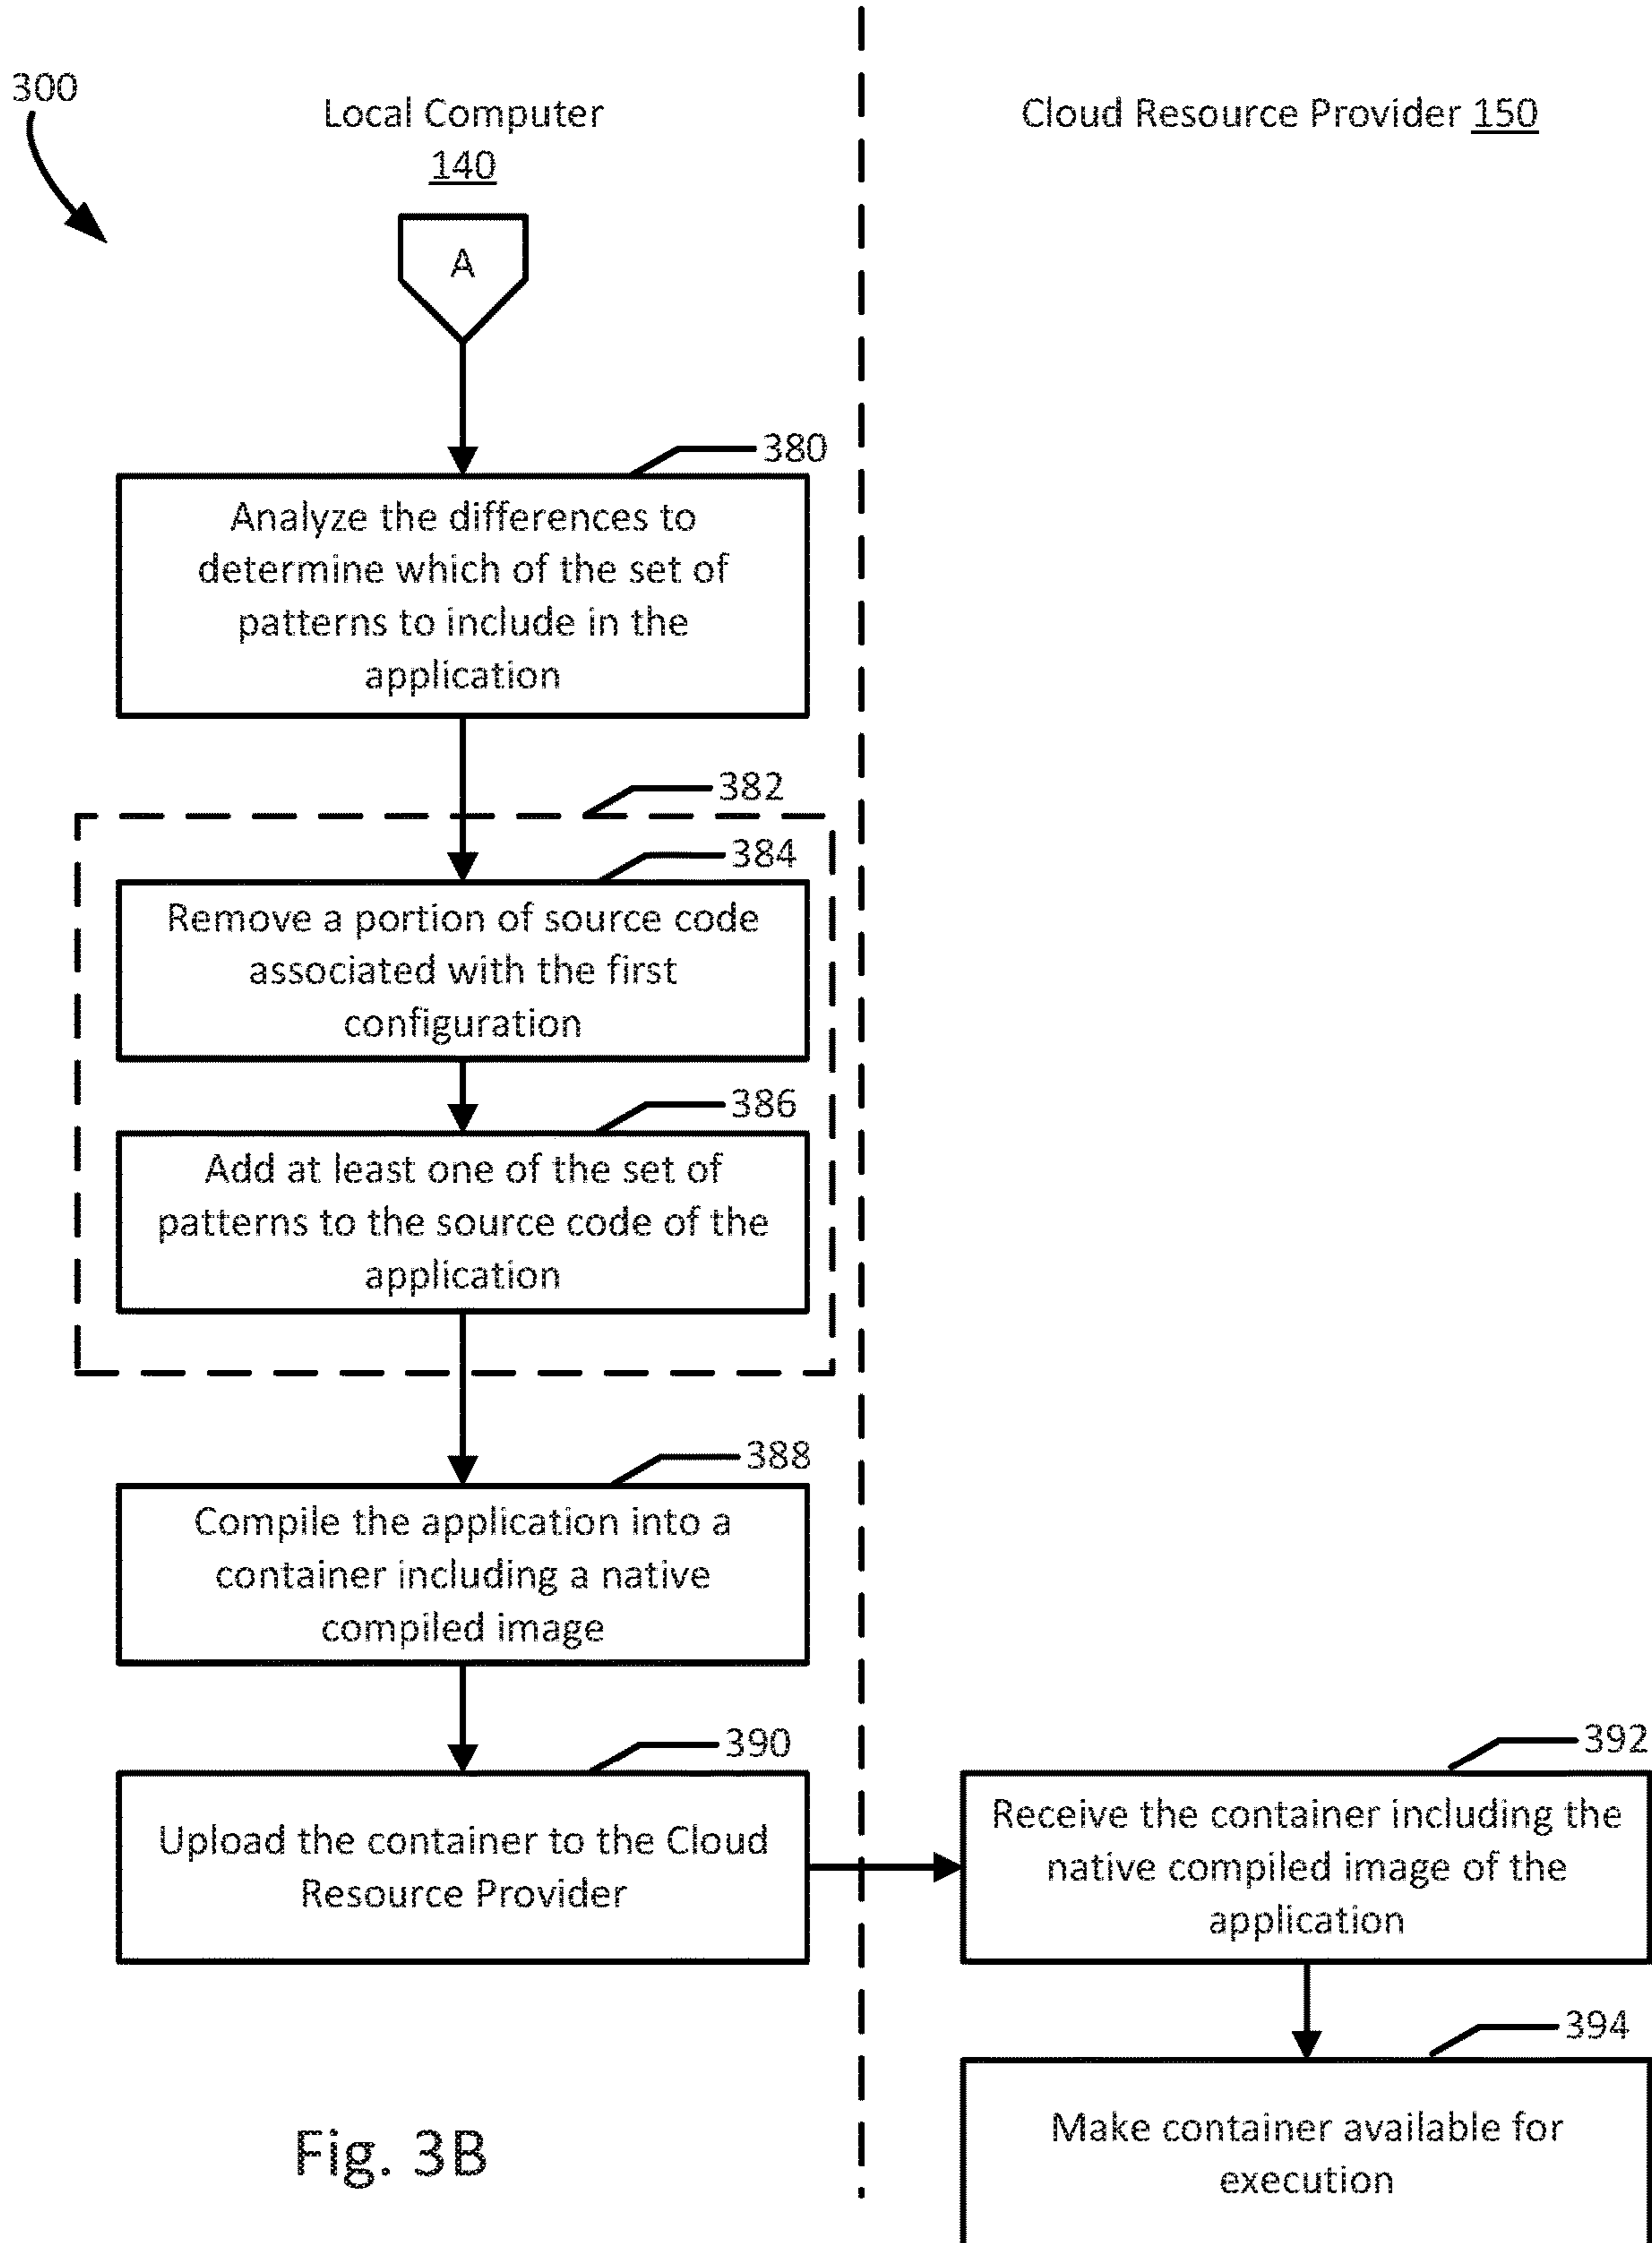 300
Local Computer
140
Cloud Resource Provider 150
A
380
Analyze the differences to
determine which of the set of
patterns to include in the
application
382
384
Remove a portion of source code
associated with the first
configuration
386
Add at least one of the set of
patterns to the source code of the
application
388
Compile the application into a
container including a native
compiled image
390
Upload the container to the Cloud
Resource Provider
392
Receive the container including the
native compiled image of the
application
394
Make container available for
execution
Fig. 3B